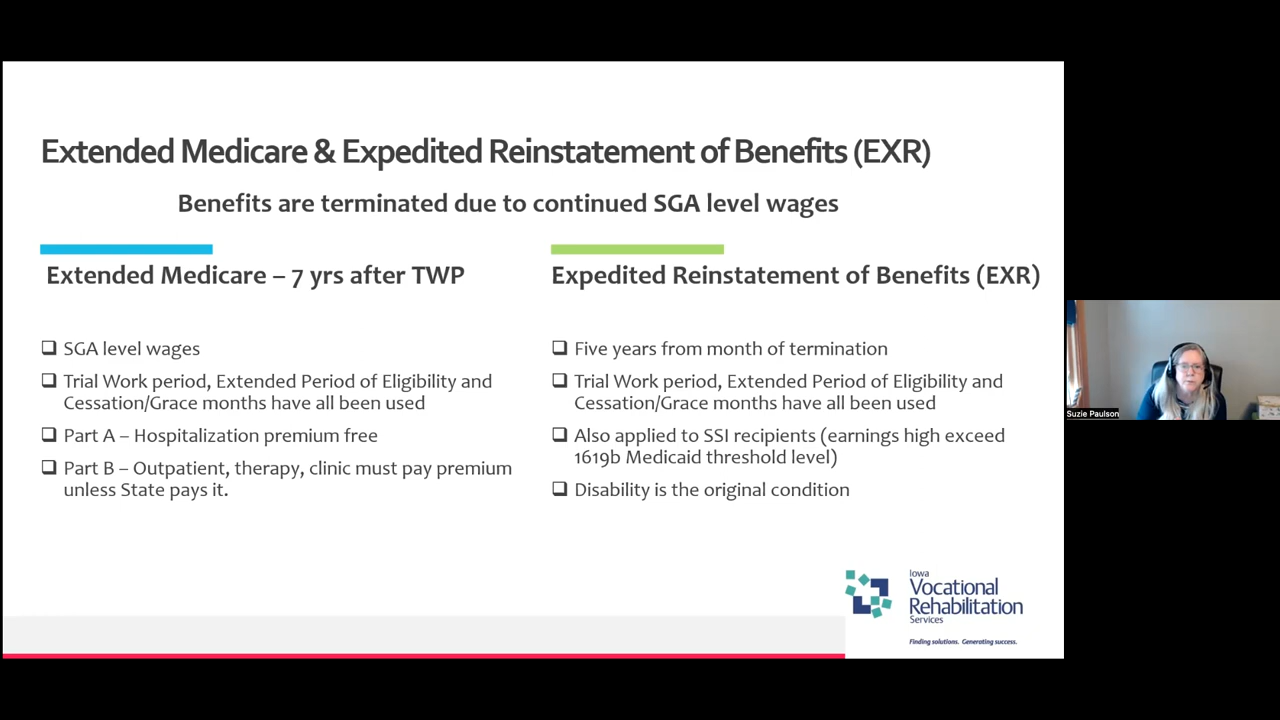 Extended Medicare & Expedited Reinstatement of Benefits (EXR)
Benefits are terminated due to continued SGA level wages
Extended Medicare – 7 yrs after TWP
SGA level wages
Trial Work period, Extended Period of Eligibility and
Cessation/Grace months have all been used
Part A – Hospitalization premium free
Part B – Outpatient, therapy, clinic must pay premium
unless State pays it.
Expedited Reinstatement of Benefits (EXR)
Five years from month of termination
Trial Work period, Extended Period of Eligibility and
Cessation/Grace months have all been used
Also applied to SSI recipients (earnings high exceed
1619b Medicaid threshold level)
Disability is the original condition
Iowa
Vocational
Rehabilitation
Services
Finding solutions. Generating success.
Suzie Paulson